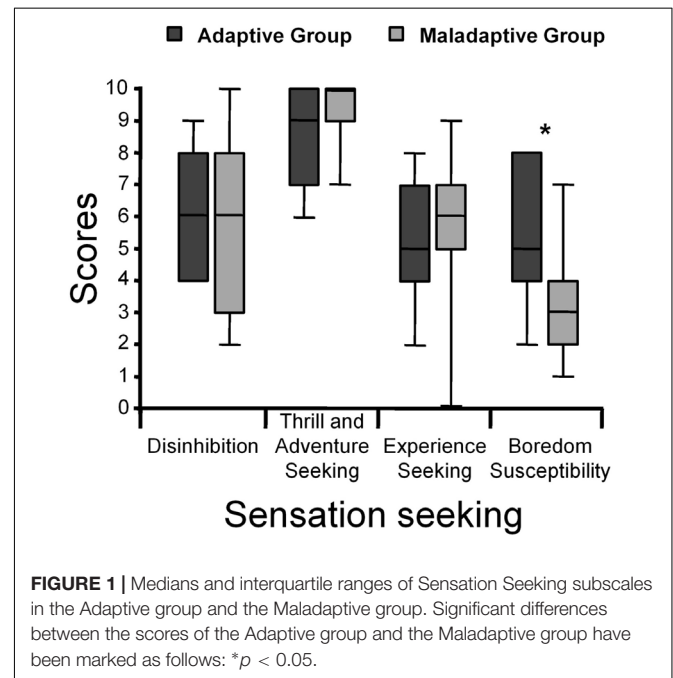 Adaptive Group Maladaptive Group
10
9
8
7
6
5
4
3
2
1
0
Scores
*
Disinhibition
Thrill and
Adventure
Seeking
Experience
Seeking
Boredom
Susceptibility
Sensation seeking
FIGURE 1 | Medians and interquartile ranges of Sensation Seeking subscales
in the Adaptive group and the Maladaptive group. Significant differences
between the scores of the Adaptive group and the Maladaptive group have
been marked as follows: *p < 0.05.